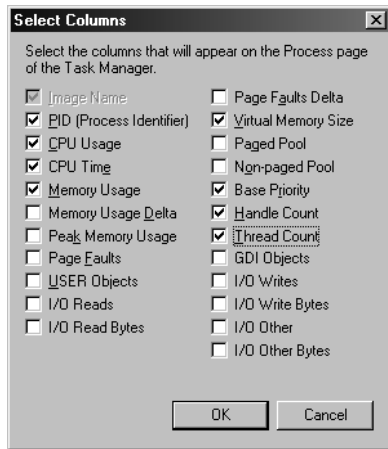 Select Columns
Select the columns that will appear on the Process page
of the Task Manager.
Image Name
PID (Process Identifier)
CPU Usage
CPU Time
Memory Usage
Memory Usage Delta
Peak Memory Usage
Page Faults
USER Objects
I/O Reads
I/O Read Bytes
Page Faults Delta
Virtual Memory Size
Paged Pool
Non-paged Pool
Base Priority
Handle Count
Thread Count
GDI Objects
I/O Writes
I/O Write Bytes
I/O Other
I/O Other Bytes
OK
Cancel